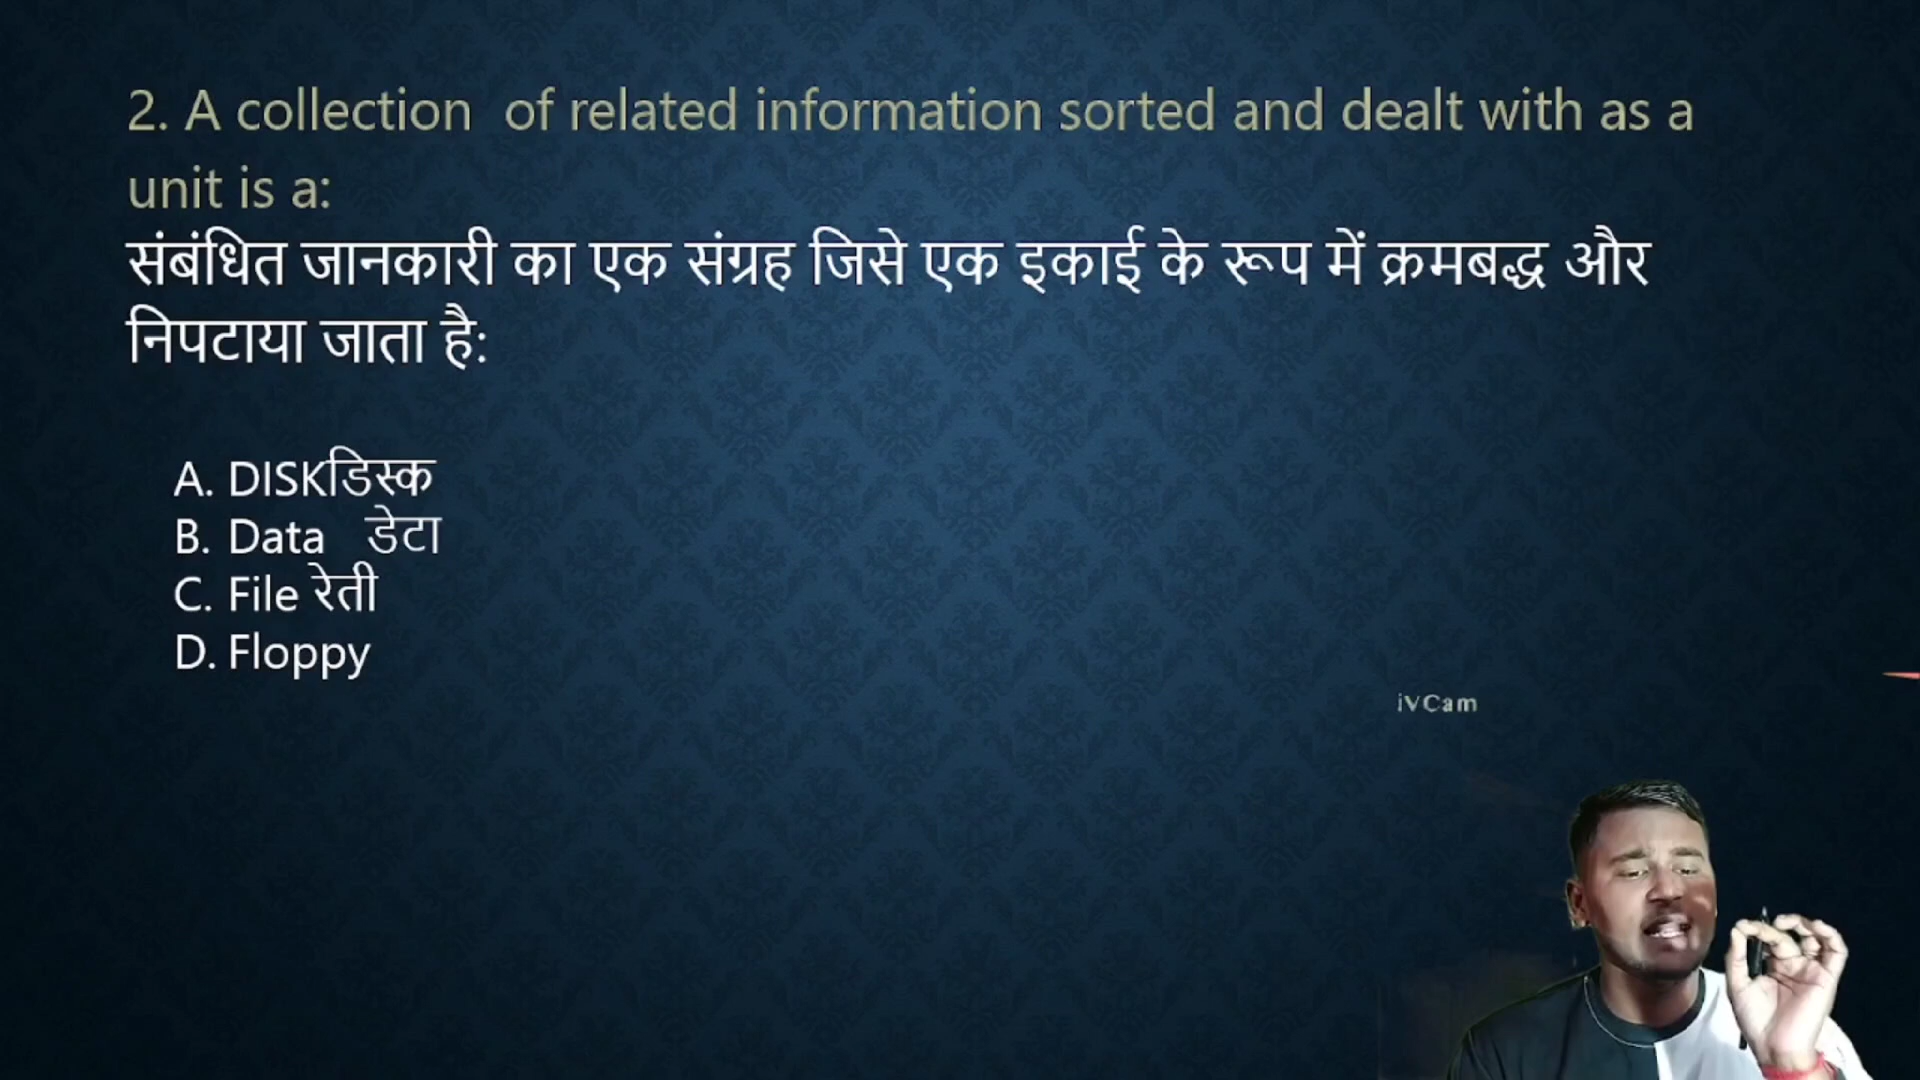 2. A collection of related information sorted and dealt with as a
unit is a:
संबंधित जानकारी का एक संग्रह जिसे एक इकाई के रूप में क्रमबद्ध और
निपटाया जाता है:
A. DISKडिस्क
B. Data डेटा
C. File रेती
D. Floppy
iVCam